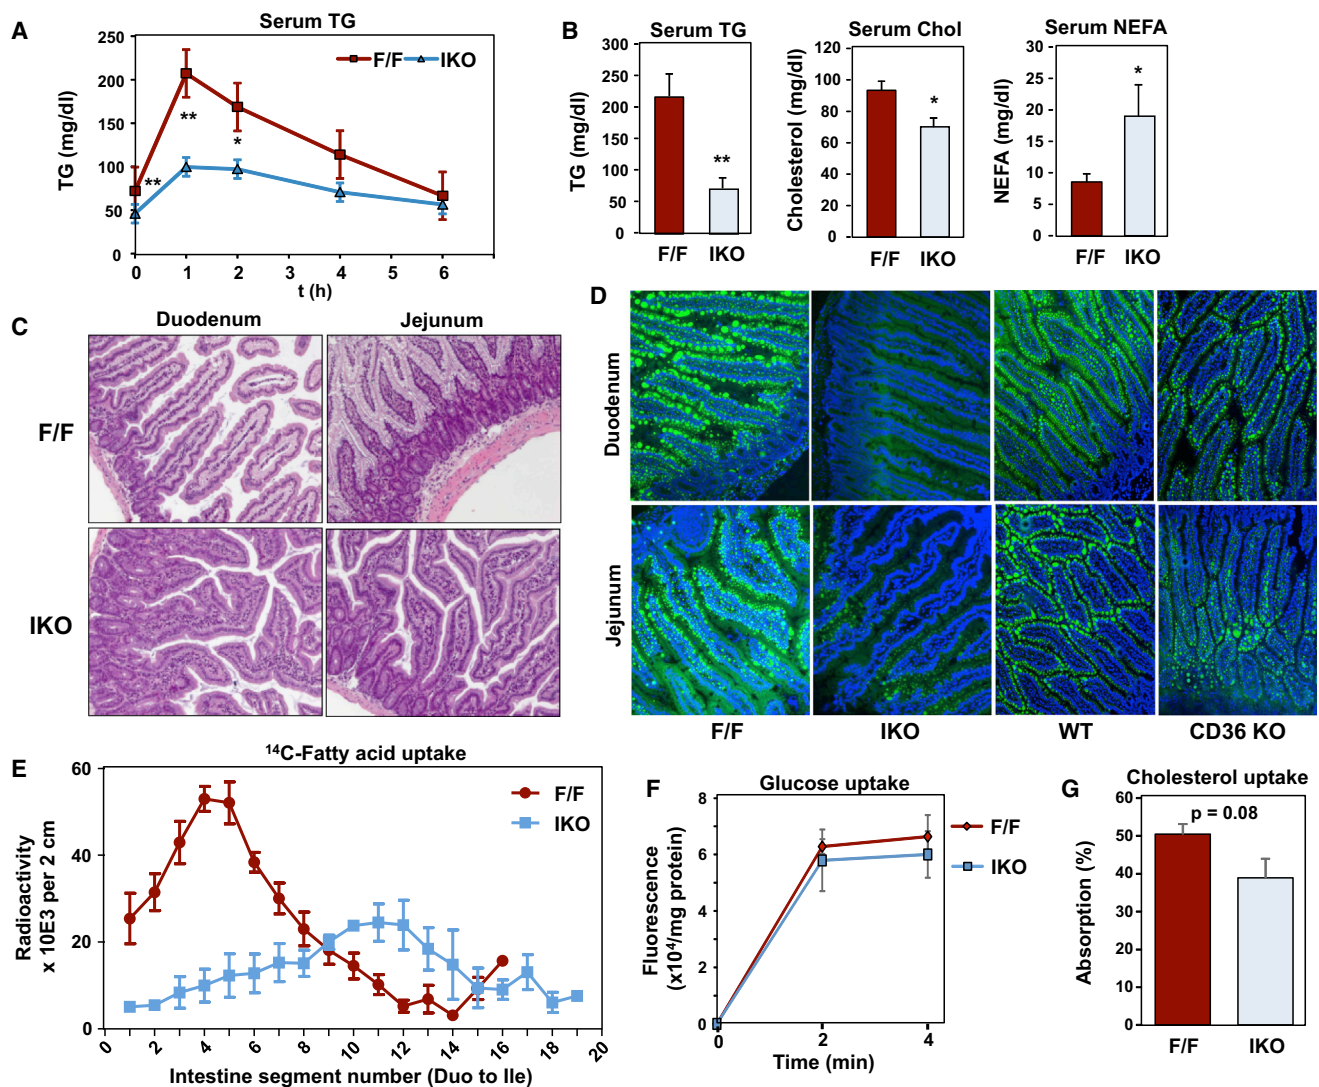 A
Serum TG
TG (mg/dl)
250
200
150
100
50
0
F/F
IKO
**
**
*
0 1 2 3 4 5 6
t (h)
B
Serum TG
TG (mg/dl)
300
250
200
150
100
50
0
**
F/F IKO
Serum Chol
Cholesterol (mg/dl)
120
100
80
60
40
20
0
*
F/F IKO
Serum NEFA
NEFA (mg/dl)
30
25
20
15
10
5
0
*
F/F IKO
C
Duodenum Jejunum
F/F
IKO
D
Duodenum
Jejunum
F/F IKO WT CD36 KO
E
¹⁴C-Fatty acid uptake
Radioactivity
x 10E3 per 2 cm
60
40
20
0
F/F
IKO
0 2 4 6 8 10 12 14 16 18 20
Intestine segment number (Duo to Ile)
F
Glucose uptake
Fluorescence
(x10⁴/mg protein)
8
6
4
2
0
F/F
IKO
0 2 4
Time (min)
G
Cholesterol uptake
Absorption (%)
60
50
40
30
20
10
0
p = 0.08
F/F IKO